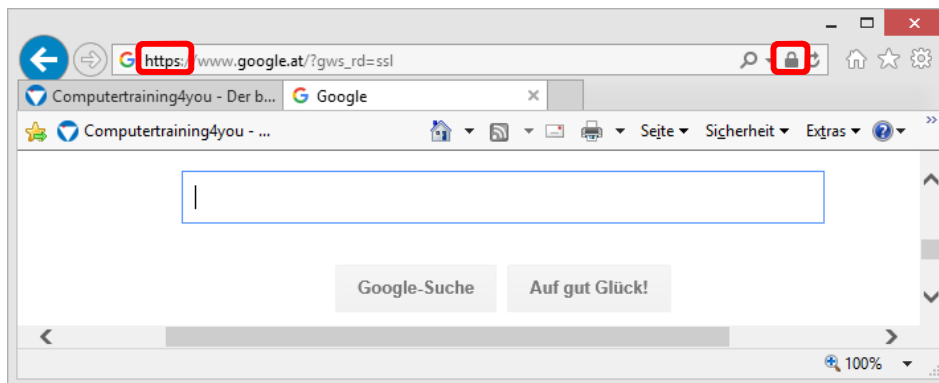 https://www.google.at/?gws_rd=ssl
Computertraining4you - Der b... Google
Computertraining4you - ... Seite Sicherheit Extras
Google-Suche Auf gut Glück!
100%